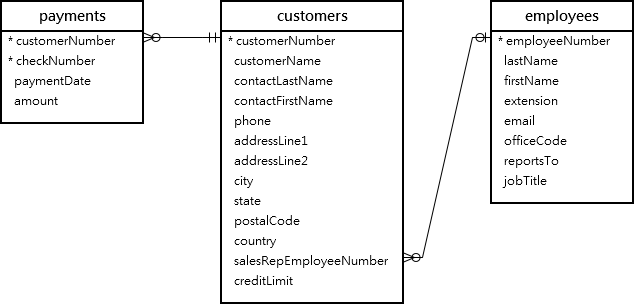 payments
* customerNumber
* checkNumber
paymentDate
amount
customers
* customerNumber
customerName
contactLastName
contactFirstName
phone
addressLine1
addressLine2
city
state
postalCode
country
salesRepEmployeeNumber
creditLimit
employees
* employeeNumber
lastName
firstName
extension
email
officeCode
reportsTo
jobTitle